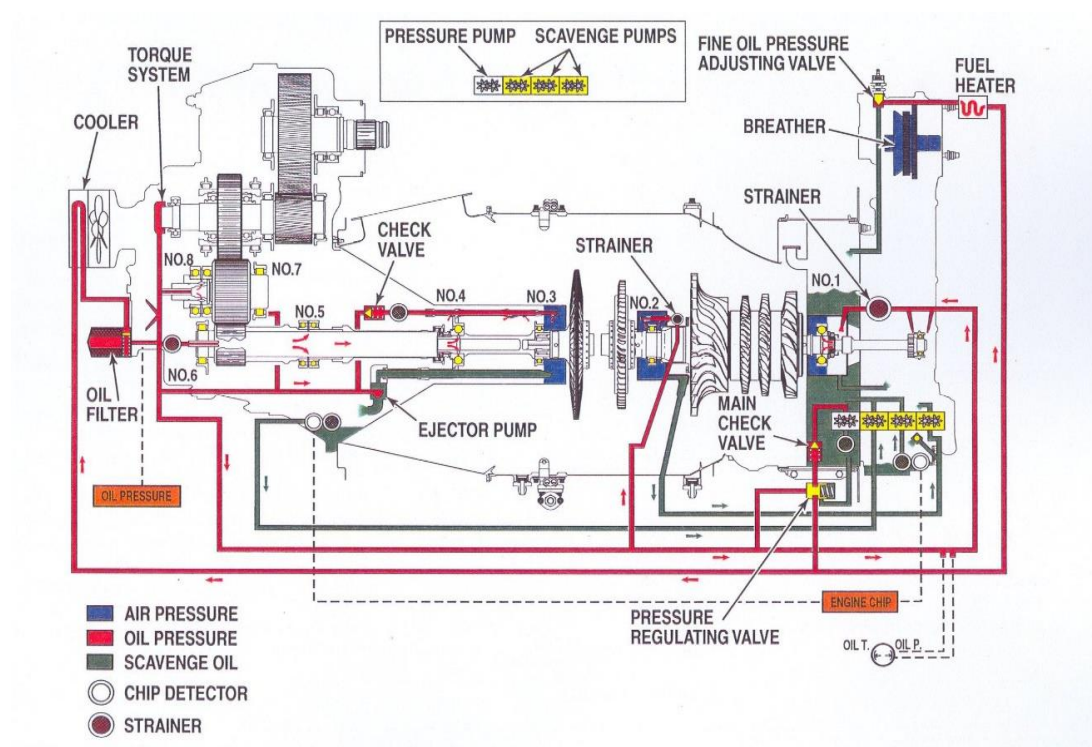 PRESSURE PUMP
SCAVENGE PUMPS
FINE OIL PRESSURE
ADJUSTING VALVE
FUEL
HEATER
TORQUE
SYSTEM
COOLER
BREATHER
STRAINER
CHECK
VALVE
STRAINER
NO.8
NO.7
NO.5
NO.4
NO.3
NO.2
NO.1
NO.6
OIL
FILTER
EJECTOR PUMP
MAIN
CHECK
VALVE
OIL PRESSURE
ENGINE CHIP
PRESSURE
REGULATING VALVE
OIL T.
OIL P.
AIR PRESSURE
OIL PRESSURE
SCAVENGE OIL
CHIP DETECTOR
STRAINER